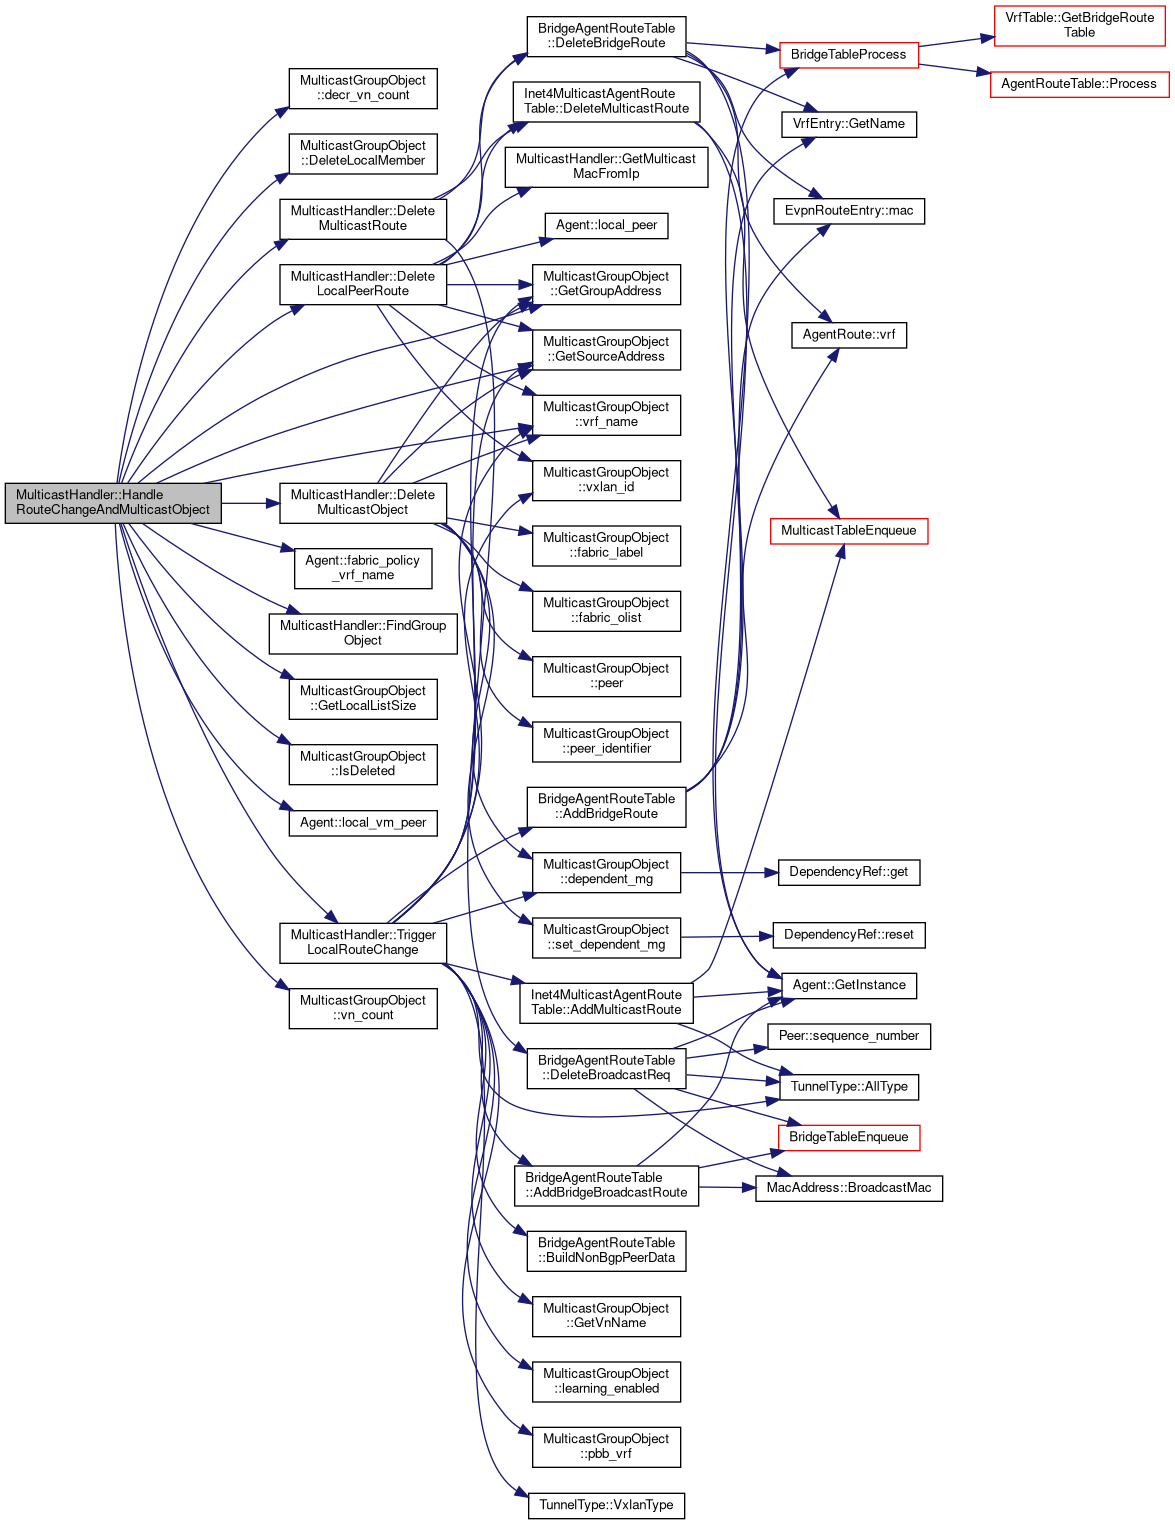 MulticastHandler::Handle
RouteChangeAndMulticastObject
MulticastGroupObject
::decr_vn_count
MulticastGroupObject
::DeleteLocalMember
MulticastHandler::Delete
MulticastRoute
MulticastHandler::Delete
LocalPeerRoute
MulticastHandler::Delete
MulticastObject
Agent::fabric_policy
_vrf_name
MulticastHandler::FindGroup
Object
MulticastGroupObject
::GetLocalListSize
MulticastGroupObject
::IsDeleted
Agent::local_vm_peer
MulticastHandler::Trigger
LocalRouteChange
MulticastGroupObject
::vn_count
BridgeAgentRouteTable
::DeleteBridgeRoute
Inet4MulticastAgentRoute
Table::DeleteMulticastRoute
MulticastHandler::GetMulticast
MacFromIp
Agent::local_peer
MulticastGroupObject
::GetGroupAddress
MulticastGroupObject
::GetSourceAddress
MulticastGroupObject
::vrf_name
MulticastGroupObject
::vxlan_id
MulticastGroupObject
::fabric_label
MulticastGroupObject
::fabric_olist
MulticastGroupObject
::peer
MulticastGroupObject
::peer_identifier
BridgeAgentRouteTable
::AddBridgeRoute
MulticastGroupObject
::dependent_mg
MulticastGroupObject
::set_dependent_mg
Inet4MulticastAgentRoute
Table::AddMulticastRoute
BridgeAgentRouteTable
::DeleteBroadcastReq
BridgeAgentRouteTable
::AddBridgeBroadcastRoute
BridgeAgentRouteTable
::BuildNonBgpPeerData
MulticastGroupObject
::GetVnName
MulticastGroupObject
::learning_enabled
MulticastGroupObject
::pbb_vrf
TunnelType::VxlanType
BridgeTableProcess
VrfEntry::GetName
EvpnRouteEntry::mac
AgentRoute::vrf
MulticastTableEnqueue
DependencyRef::get
DependencyRef::reset
Agent::GetInstance
Peer::sequence_number
TunnelType::AllType
BridgeTableEnqueue
MacAddress::BroadcastMac
VrfTable::GetBridgeRoute
Table
AgentRouteTable::Process